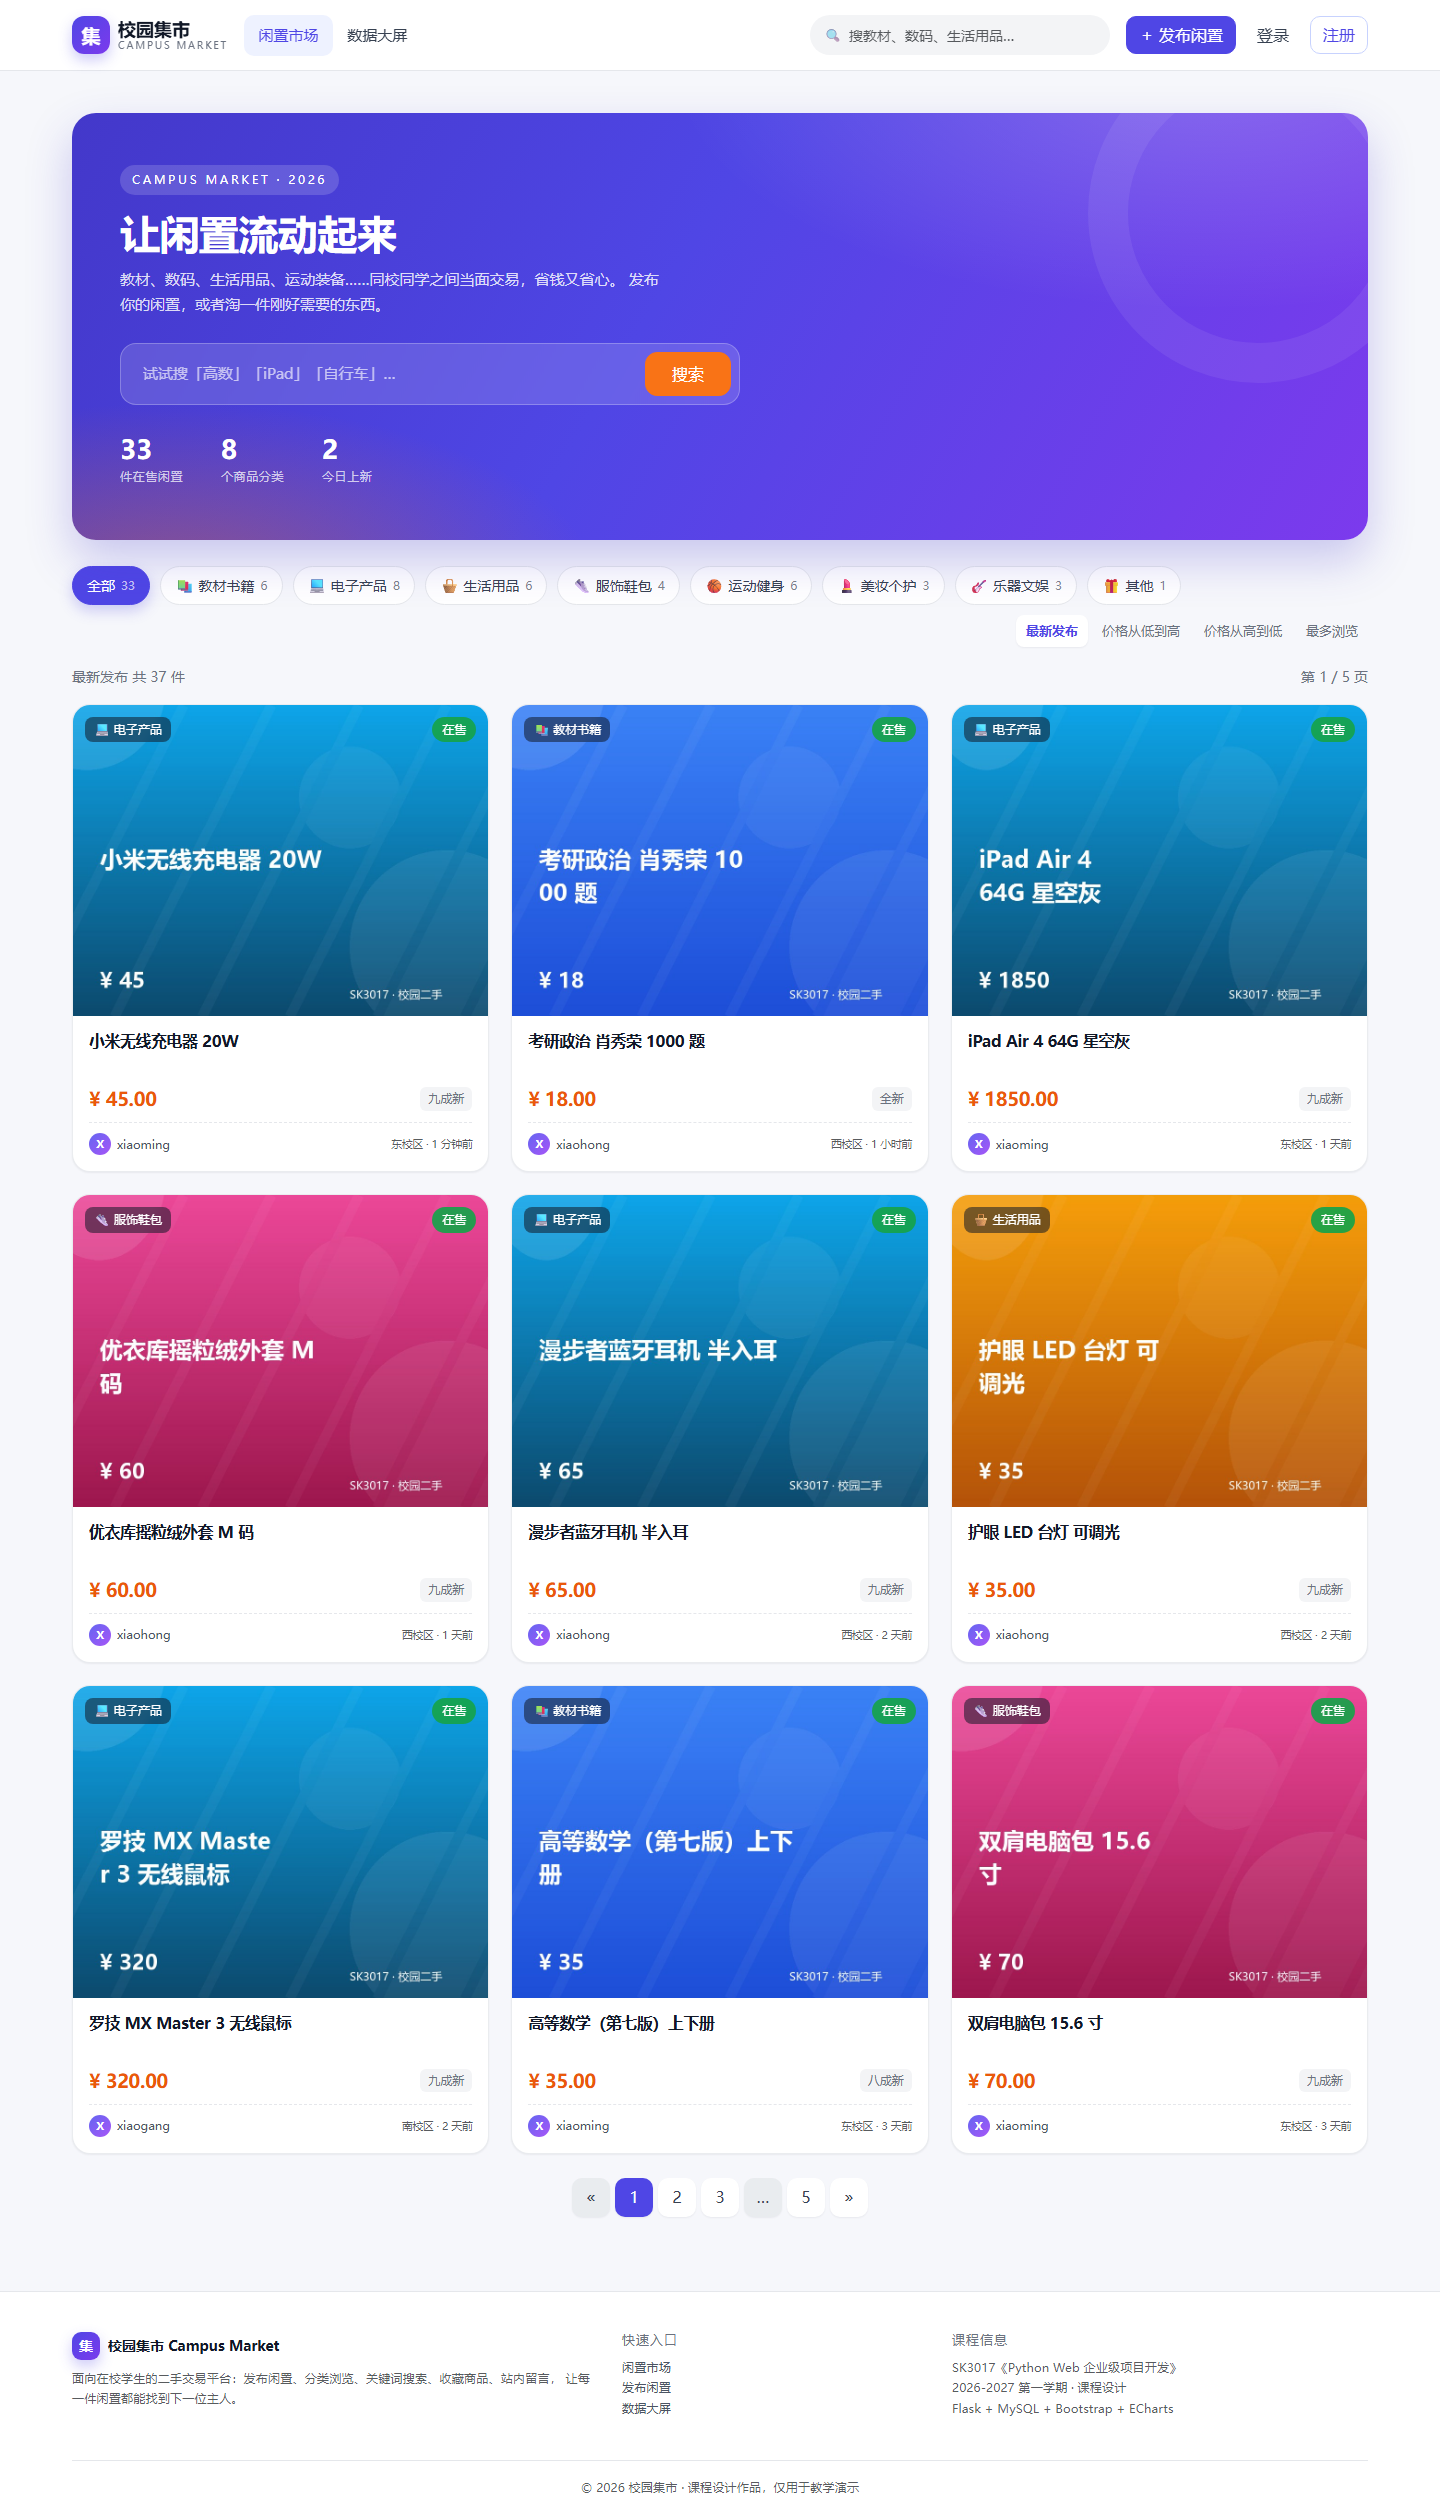 集 校园集市
CAMPUS MARKET
闲置市场 数据大屏
搜教材、数码、生活用品...
+ 发布闲置 登录 注册
CAMPUS MARKET · 2026
让闲置流动起来
教材、数码、生活用品、运动装备……同校同学之间当面交易，省钱又省心。 发布
你的闲置，或者淘一件刚好需要的东西。
试试搜「高数」「iPad」「自行车」... 搜索
33 8 2
件在售闲置 个商品分类 今日上新
全部 33 教材书籍 6 电子产品 8 生活用品 6 服饰鞋包 4 运动健身 6 美妆个护 3 乐器文娱 3 其他 1
最新发布 价格从低到高 价格从高到低 最多浏览
最新发布 共 37 件 第 1 / 5 页
电子产品 在售
小米无线充电器 20W
¥ 45
SK3017 · 校园二手
小米无线充电器 20W
¥ 45.00 九成新
X xiaoming 东校区 · 1 分钟前
教材书籍 在售
考研政治 肖秀荣 10
00 题
¥ 18
SK3017 · 校园二手
考研政治 肖秀荣 1000 题
¥ 18.00 全新
X xiaohong 西校区 · 1 小时前
电子产品 在售
iPad Air 4
64G 星空灰
¥ 1850
SK3017 · 校园二手
iPad Air 4 64G 星空灰
¥ 1850.00 九成新
X xiaoming 东校区 · 1 天前
服饰鞋包 在售
优衣库摇粒绒外套 M
码
¥ 60
SK3017 · 校园二手
优衣库摇粒绒外套 M 码
¥ 60.00 九成新
X xiaohong 西校区 · 1 天前
电子产品 在售
漫步者蓝牙耳机 半入耳
¥ 65
SK3017 · 校园二手
漫步者蓝牙耳机 半入耳
¥ 65.00 九成新
X xiaohong 西校区 · 2 天前
生活用品 在售
护眼 LED 台灯 可
调光
¥ 35
SK3017 · 校园二手
护眼 LED 台灯 可调光
¥ 35.00 九成新
X xiaohong 西校区 · 2 天前
电子产品 在售
罗技 MX Maste
r 3 无线鼠标
¥ 320
SK3017 · 校园二手
罗技 MX Master 3 无线鼠标
¥ 320.00 九成新
X xiaogang 南校区 · 2 天前
教材书籍 在售
高等数学（第七版）上下
册
¥ 35
SK3017 · 校园二手
高等数学（第七版）上下册
¥ 35.00 八成新
X xiaoming 东校区 · 3 天前
服饰鞋包 在售
双肩电脑包 15.6
寸
¥ 70
SK3017 · 校园二手
双肩电脑包 15.6 寸
¥ 70.00 九成新
X xiaoming 东校区 · 3 天前
« 1 2 3 … 5 »
集 校园集市 Campus Market
面向在校学生的二手交易平台：发布闲置、分类浏览、关键词搜索、收藏商品、站内留言， 让每
一件闲置都能找到下一位主人。
快速入口
闲置市场
发布闲置
数据大屏
课程信息
SK3017《Python Web 企业级项目开发》
2026-2027 第一学期 · 课程设计
Flask + MySQL + Bootstrap + ECharts
© 2026 校园集市 · 课程设计作品，仅用于教学演示